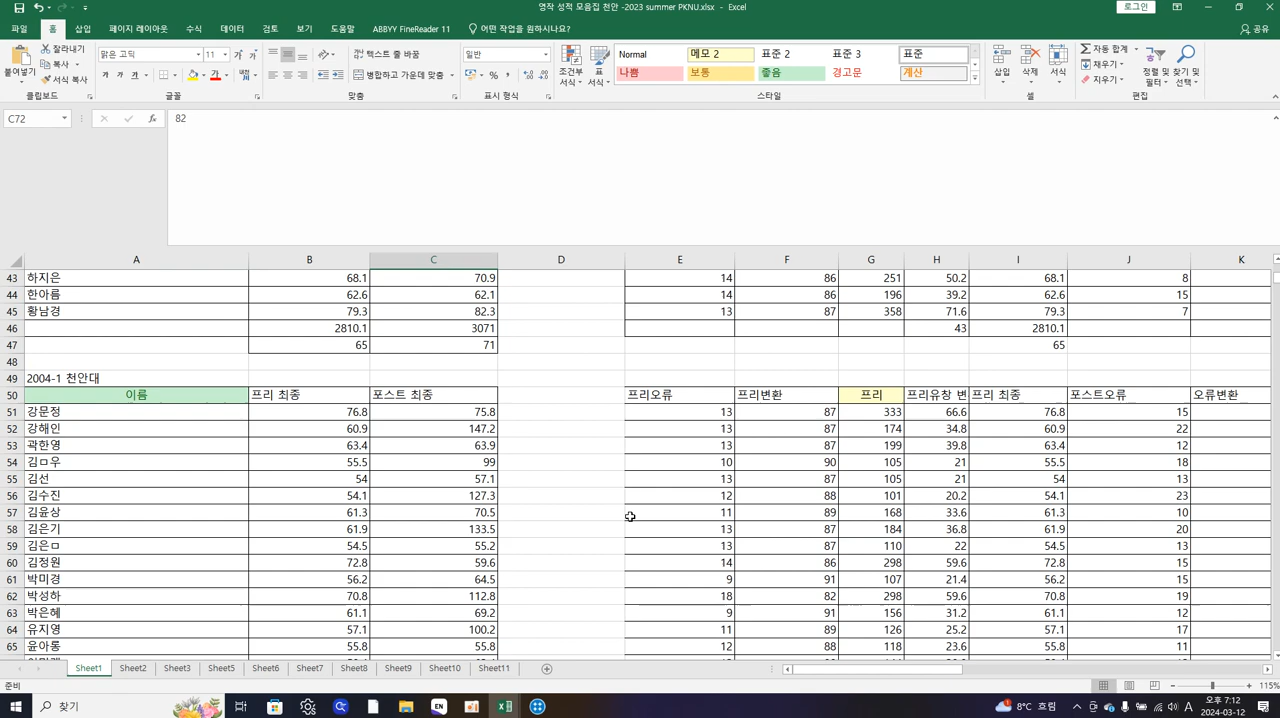 영작 성적 모음집 천안 -2023 summer PKNU.xlsx - Excel
로그인
파일 홈 삽입 페이지 레이아웃 수식 데이터 검토 보기 도움말 ABBYY FineReader 11 어떤 작업을 원하시나요? 공유
붙여넣기 잘라내기 복사 서식 복사 클립보드
맑은 고딕 11 가 가 가 가 가 글꼴
텍스트 줄 바꿈 병합하고 가운데 맞춤 맞춤
일반 % 표시 형식
조건부 서식 표 서식 Normal 메모 2 표준 2 표준 3 표준
나쁨 보통 좋음 경고문 계산 스타일
삽입 삭제 서식 셀
자동 합계 채우기 지우기 정렬 및 필터 찾기 및 선택 편집
C72 fx 82
A B C D E F G H I J K
43 하지은 68.1 70.9 14 86 251 50.2 68.1 8
44 한아름 62.6 62.1 14 86 196 39.2 62.6 15
45 황남경 79.3 82.3 13 87 358 71.6 79.3 7
46 2810.1 3071 43 2810.1
47 65 71 65
48
49 2004-1 천안대
50 이름 프리 최종 포스트 최종 프리오류 프리변환 프리 프리유창 변 프리 최종 포스트오류 오류변환
51 강문정 76.8 75.8 13 87 333 66.6 76.8 15
52 강해인 60.9 147.2 13 87 174 34.8 60.9 22
53 곽한영 63.4 63.9 13 87 199 39.8 63.4 12
54 김ㅁ우 55.5 99 10 90 105 21 55.5 18
55 김선 54 57.1 13 87 105 21 54 13
56 김수진 54.1 127.3 12 88 101 20.2 54.1 23
57 김윤상 61.3 70.5 11 89 168 33.6 61.3 10
58 김은기 61.9 133.5 13 87 184 36.8 61.9 20
59 김은ㅁ 54.5 55.2 13 87 110 22 54.5 13
60 김정원 72.8 59.6 14 86 298 59.6 72.8 15
61 박미경 56.2 64.5 9 91 107 21.4 56.2 15
62 박성하 70.8 112.8 18 82 298 59.6 70.8 19
63 박은혜 61.1 69.2 9 91 156 31.2 61.1 12
64 유지영 57.1 100.2 11 89 126 25.2 57.1 17
65 윤아롱 55.8 55.8 12 88 118 23.6 55.8 11
Sheet1 Sheet2 Sheet3 Sheet5 Sheet6 Sheet7 Sheet8 Sheet9 Sheet10 Sheet11
준비 115%
찾기 EN 8°C 흐림 A 오후 7:12
2024-03-12